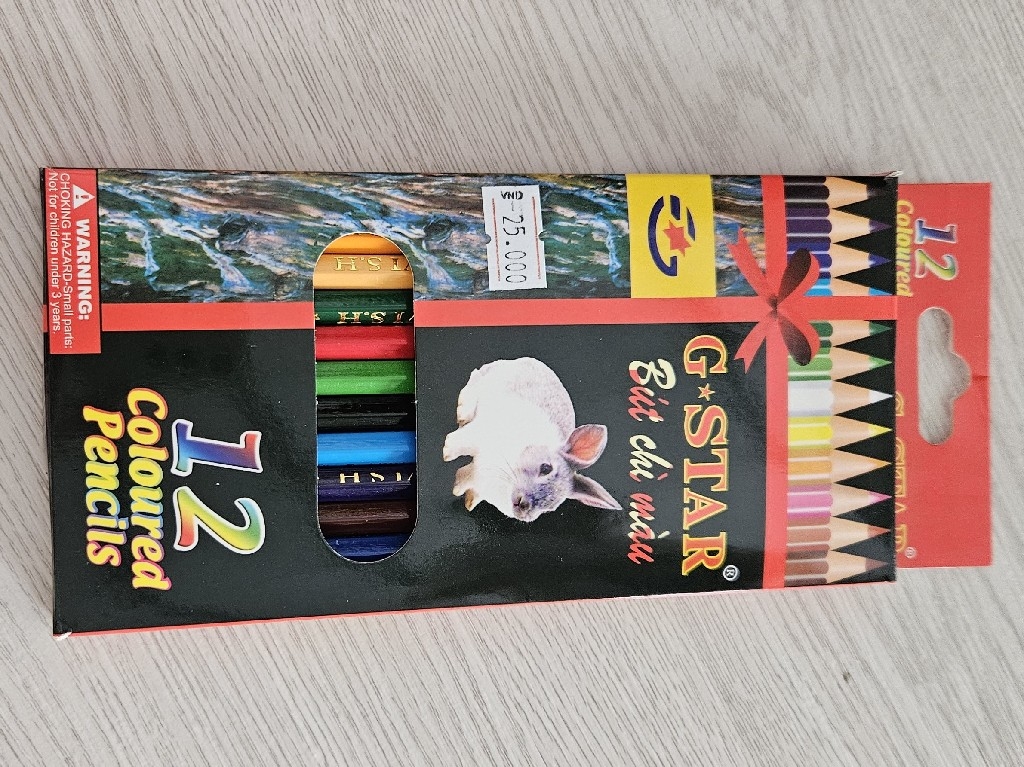 12
Coloured
G★STAR®
Bút chì màu
25.000
T.S.H
T.S.H
S.H
12
Coloured
Pencils
⚠ WARNING:
CHOKING HAZARD-Small parts:
Not for children under 3 years.